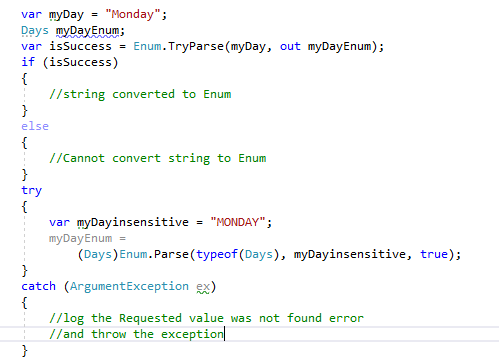 var myDay = "Monday";
Days myDayEnum;
var isSuccess = Enum.TryParse(myDay, out myDayEnum);
if (isSuccess)
{
//string converted to Enum
}
else
{
//Cannot convert string to Enum
}
try
{
var myDayinsensitive = "MONDAY";
myDayEnum =
(Days)Enum.Parse(typeof(Days), myDayinsensitive, true);
}
catch (ArgumentException ex)
{
//log the Requested value was not found error
//and throw the exception
}